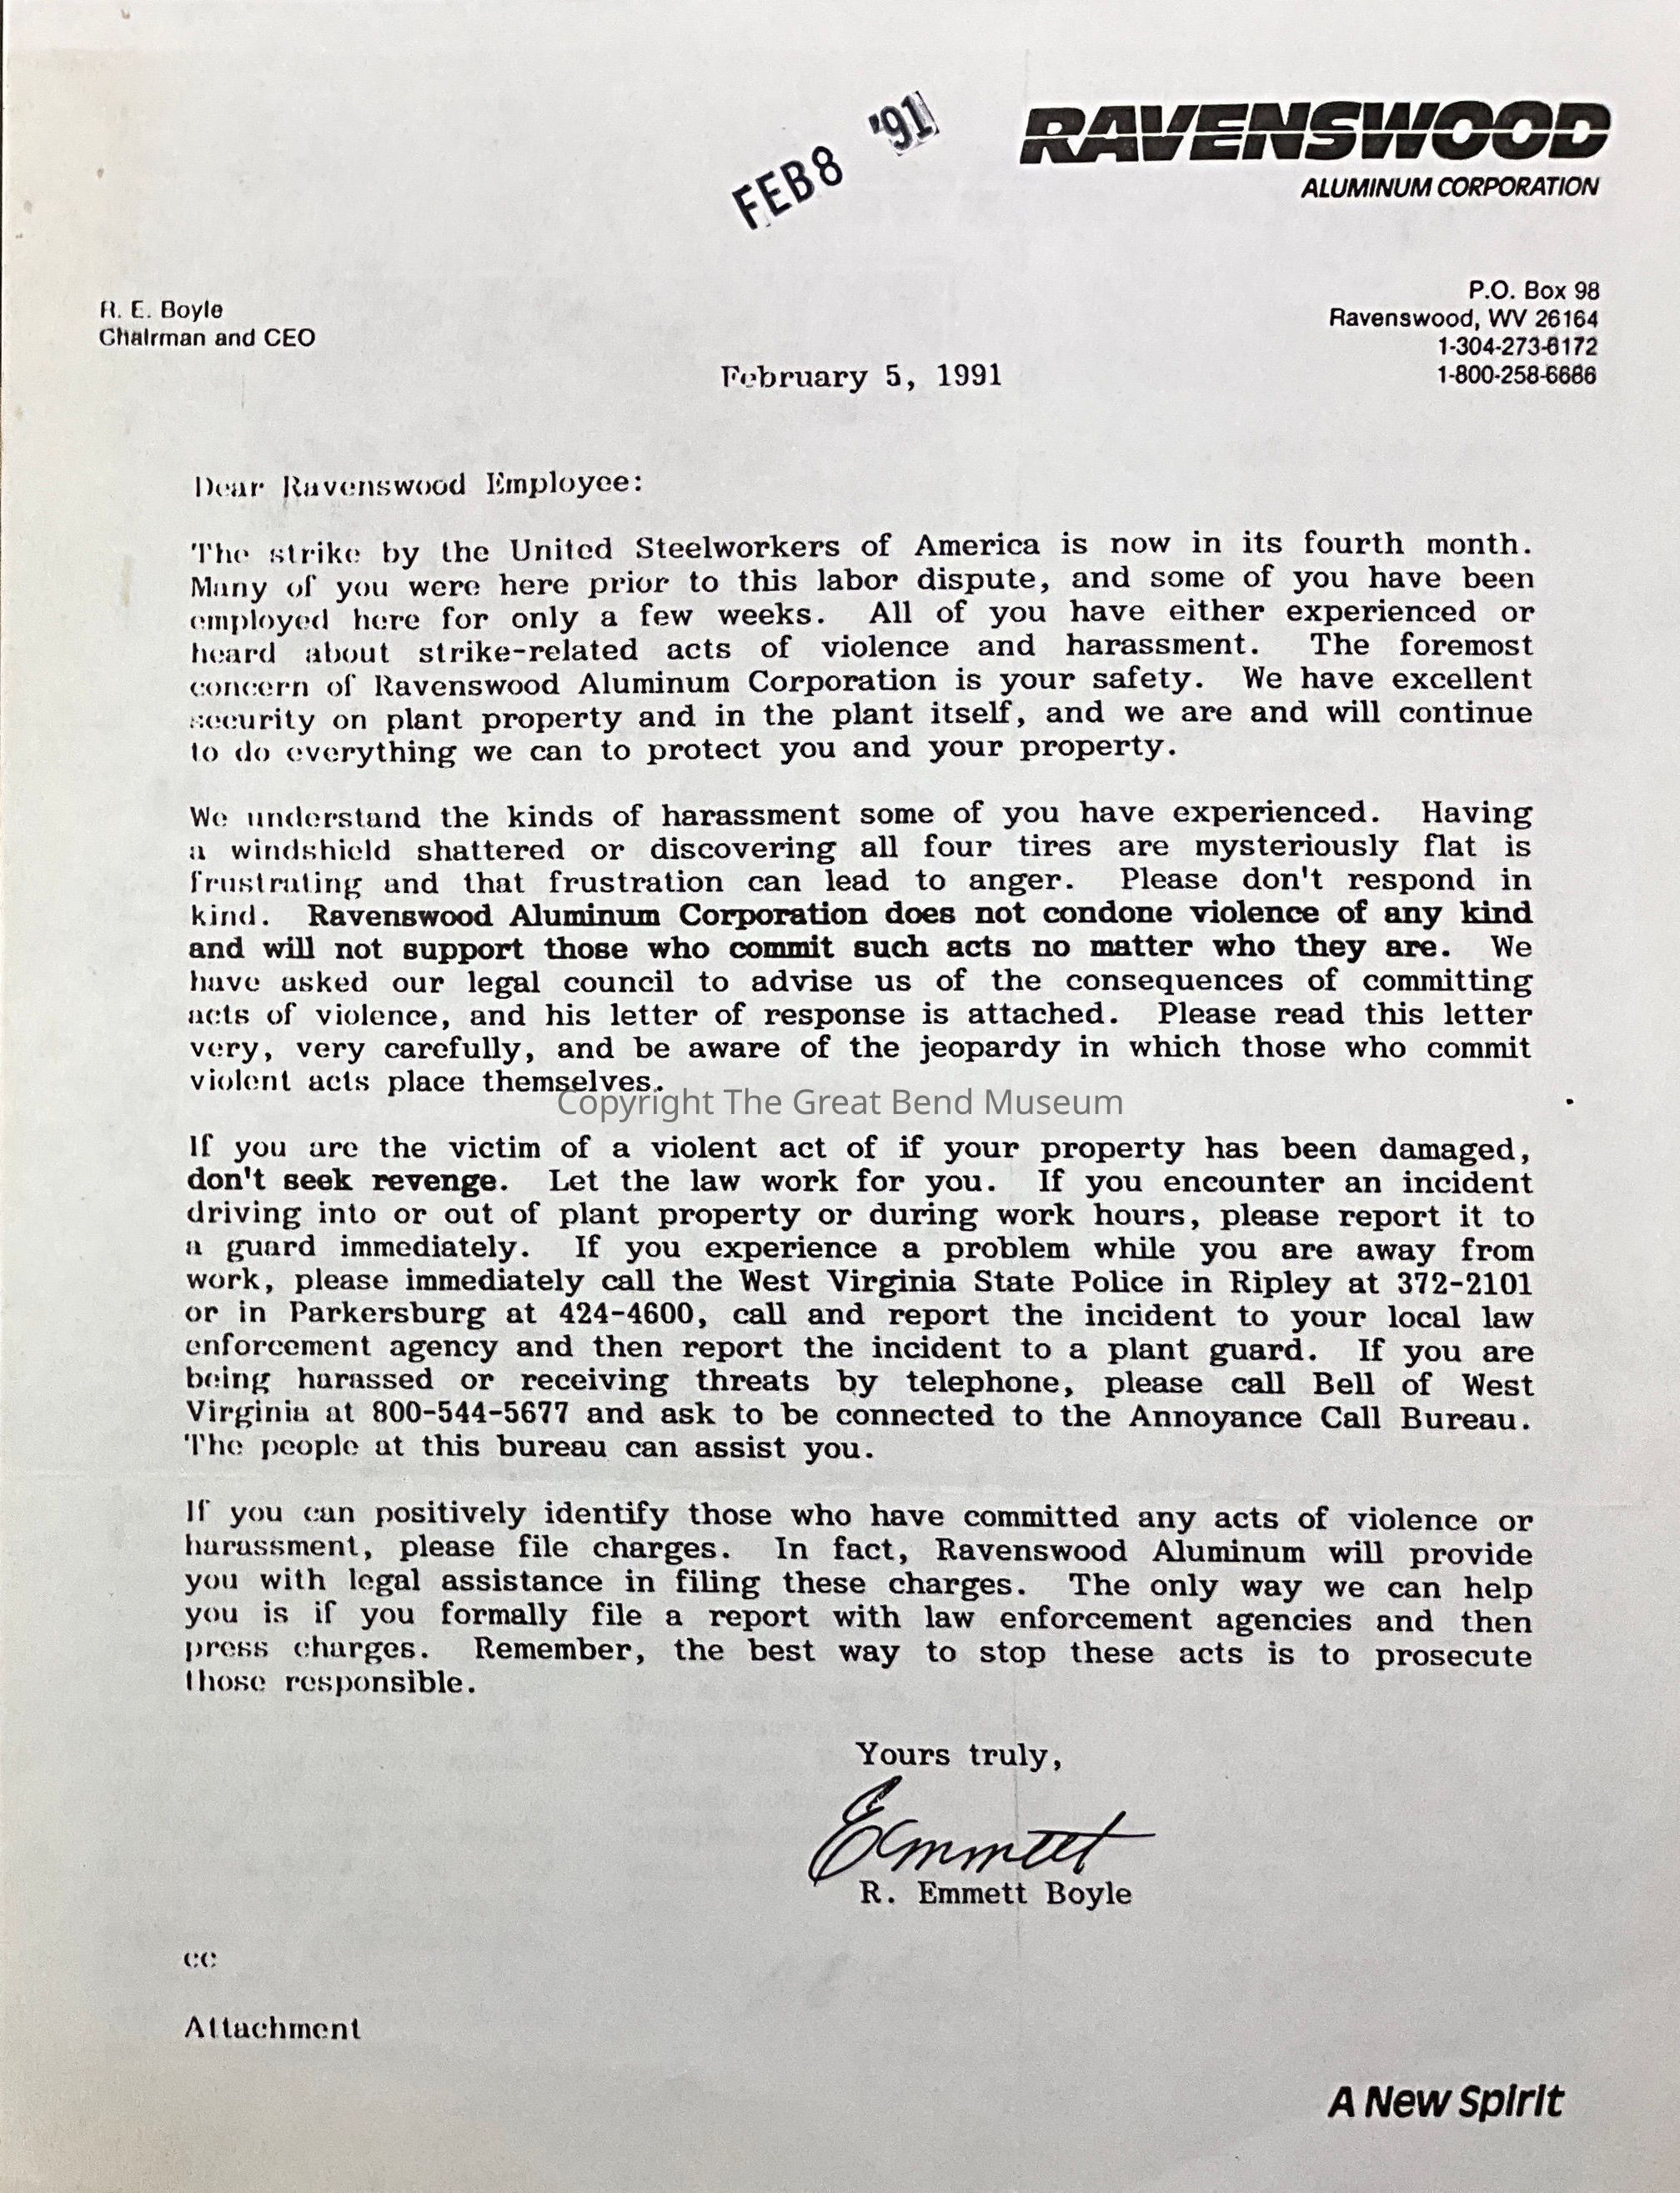 FEB 8 '91
RAVENSWOOD
ALUMINUM CORPORATION
R. E. Boyle
Chairman and CEO
P.O. Box 98
Ravenswood, WV 26164
1-304-273-6172
1-800-258-6686
February 5, 1991
Dear Ravenswood Employee:
The strike by the United Steelworkers of America is now in its fourth month.
Many of you were here prior to this labor dispute, and some of you have been
employed here for only a few weeks. All of you have either experienced or
heard about strike-related acts of violence and harassment. The foremost
concern of Ravenswood Aluminum Corporation is your safety. We have excellent
security on plant property and in the plant itself, and we are and will continue
to do everything we can to protect you and your property.
We understand the kinds of harassment some of you have experienced. Having
a windshield shattered or discovering all four tires are mysteriously flat is
frustrating and that frustration can lead to anger. Please don't respond in
kind. Ravenswood Aluminum Corporation does not condone violence of any kind
and will not support those who commit such acts no matter who they are. We
have asked our legal council to advise us of the consequences of committing
acts of violence, and his letter of response is attached. Please read this letter
very, very carefully, and be aware of the jeopardy in which those who commit
violent acts place themselves.
Copyright The Great Bend Museum
If you are the victim of a violent act of if your property has been damaged,
don't seek revenge. Let the law work for you. If you encounter an incident
driving into or out of plant property or during work hours, please report it to
a guard immediately. If you experience a problem while you are away from
work, please immediately call the West Virginia State Police in Ripley at 372-2101
or in Parkersburg at 424-4600, call and report the incident to your local law
enforcement agency and then report the incident to a plant guard. If you are
being harassed or receiving threats by telephone, please call Bell of West
Virginia at 800-544-5677 and ask to be connected to the Annoyance Call Bureau.
The people at this bureau can assist you.
If you can positively identify those who have committed any acts of violence or
harassment, please file charges. In fact, Ravenswood Aluminum will provide
you with legal assistance in filing these charges. The only way we can help
you is if you formally file a report with law enforcement agencies and then
press charges. Remember, the best way to stop these acts is to prosecute
those responsible.
Yours truly,
Emmett
R. Emmett Boyle
cc
Attachment
A New Spirit